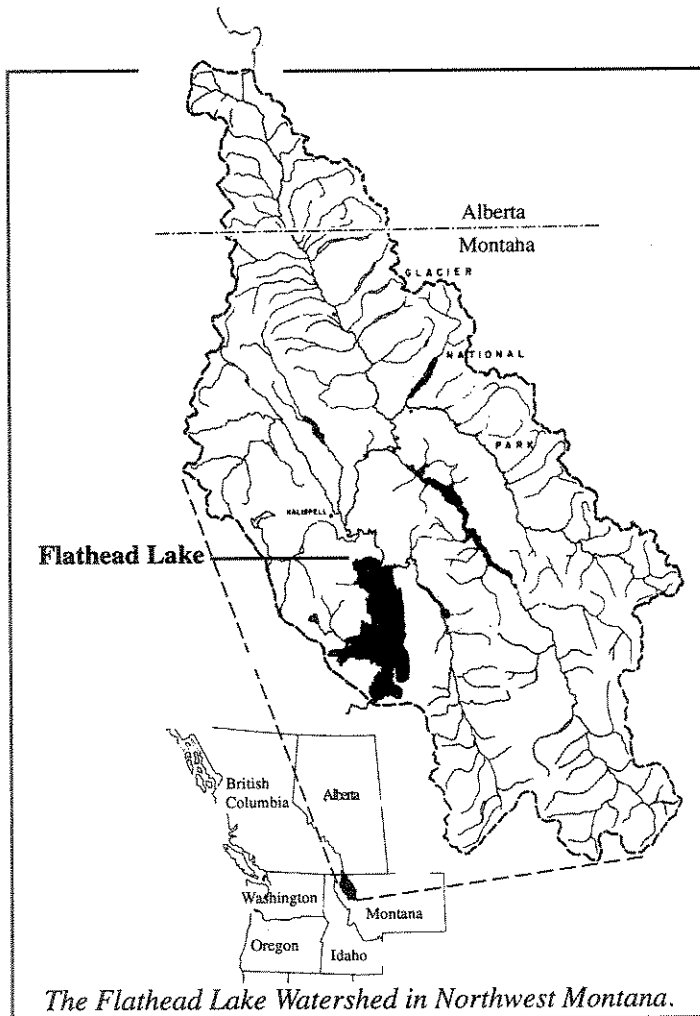 Alberta
Montaha
GLACIER
NATIONAL
PARK
KALISPELL
Flathead Lake
British
Columbia
Alberta
Washington
Montana
Oregon
Idaho
The Flathead Lake Watershed in Northwest Montana.